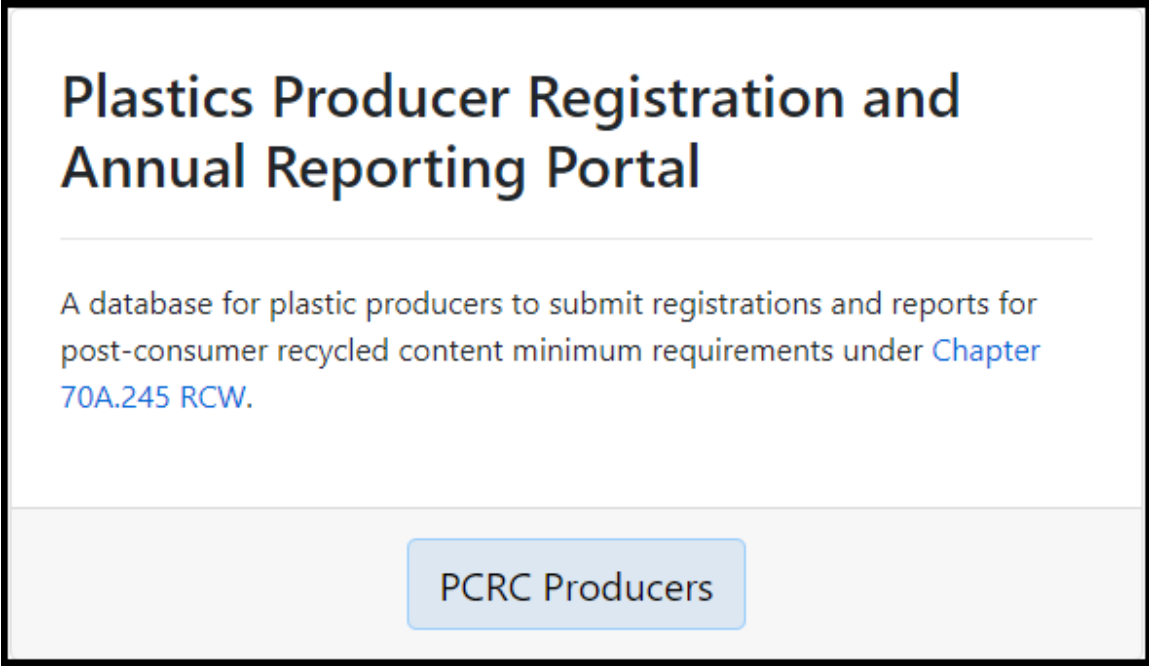 Plastics Producer Registration and
Annual Reporting Portal
A database for plastic producers to submit registrations and reports for
post-consumer recycled content minimum requirements under Chapter
70A.245 RCW.
PCRC Producers